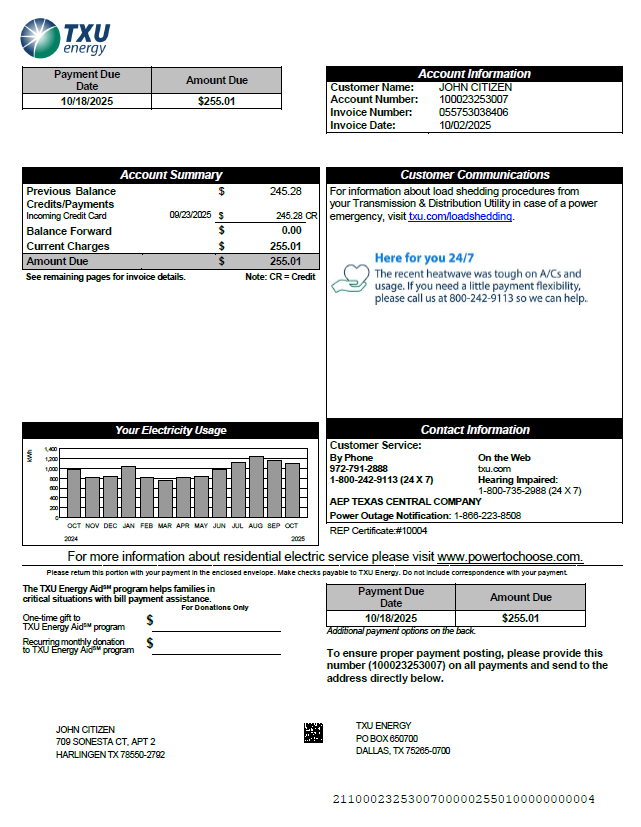 TXU
energy
Payment Due
Date
Amount Due
10/18/2025
$255.01
Account Information
Customer Name: JOHN CITIZEN
Account Number: 100023253007
Invoice Number: 055753038406
Invoice Date: 10/02/2025
Account Summary
Previous Balance $ 245.28
Credits/Payments
Incoming Credit Card 09/23/2025 $ 245.28 CR
Balance Forward $ 0.00
Current Charges $ 255.01
Amount Due $ 255.01
See remaining pages for invoice details. Note: CR = Credit
Customer Communications
For information about load shedding procedures from
your Transmission & Distribution Utility in case of a power
emergency, visit txu.com/loadshedding.
Here for you 24/7
The recent heatwave was tough on A/Cs and
usage. If you need a little payment flexibility,
please call us at 800-242-9113 so we can help.
Your Electricity Usage
kWh
1,400
1,200
1,000
800
600
400
200
0
OCT NOV DEC JAN FEB MAR APR MAY JUN JUL AUG SEP OCT
2024 2025
Contact Information
Customer Service:
By Phone
972-791-2888
1-800-242-9113 (24 X 7)
On the Web
txu.com
Hearing Impaired:
1-800-735-2988 (24 X 7)
AEP TEXAS CENTRAL COMPANY
Power Outage Notification: 1-866-223-8508
REP Certificate:#10004
For more information about residential electric service please visit www.powertochoose.com.
Please return this portion with your payment in the enclosed envelope. Make checks payable to TXU Energy. Do not include correspondence with your payment.
The TXU Energy Aid℠ program helps families in
critical situations with bill payment assistance.
For Donations Only
One-time gift to
TXU Energy Aid℠ program $
Recurring monthly donation
to TXU Energy Aid℠ program $
Payment Due
Date
Amount Due
10/18/2025
$255.01
Additional payment options on the back.
To ensure proper payment posting, please provide this
number (100023253007) on all payments and send to the
address directly below.
JOHN CITIZEN
709 SONESTA CT, APT 2
HARLINGEN TX 78550-2792
TXU ENERGY
PO BOX 650700
DALLAS, TX 75265-0700
211000232530070000025501000000000004